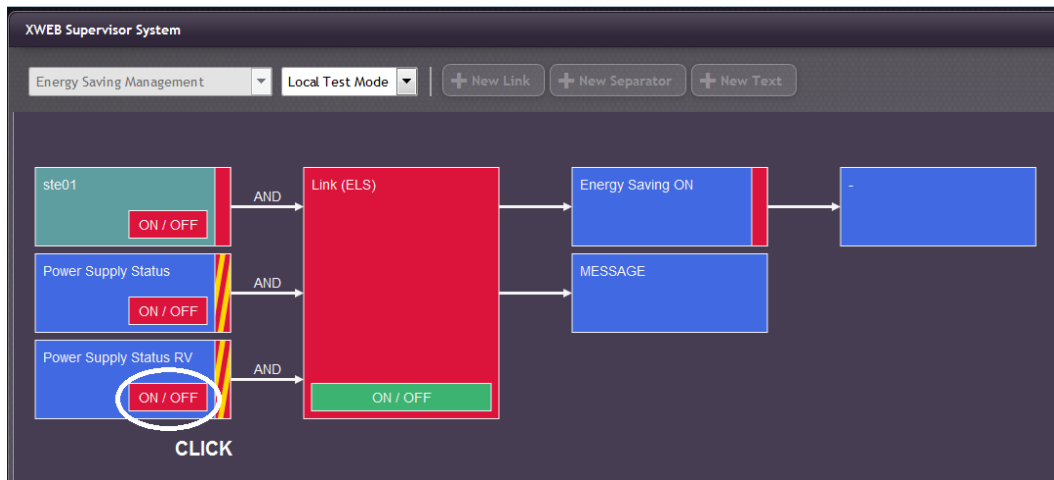 XWEB Supervisor System
Energy Saving Management
Local Test Mode
New Link
New Separator
New Text
ste01
ON / OFF
AND
Link (ELS)
Energy Saving ON
-
Power Supply Status
ON / OFF
AND
MESSAGE
Power Supply Status RV
ON / OFF
AND
ON / OFF
CLICK